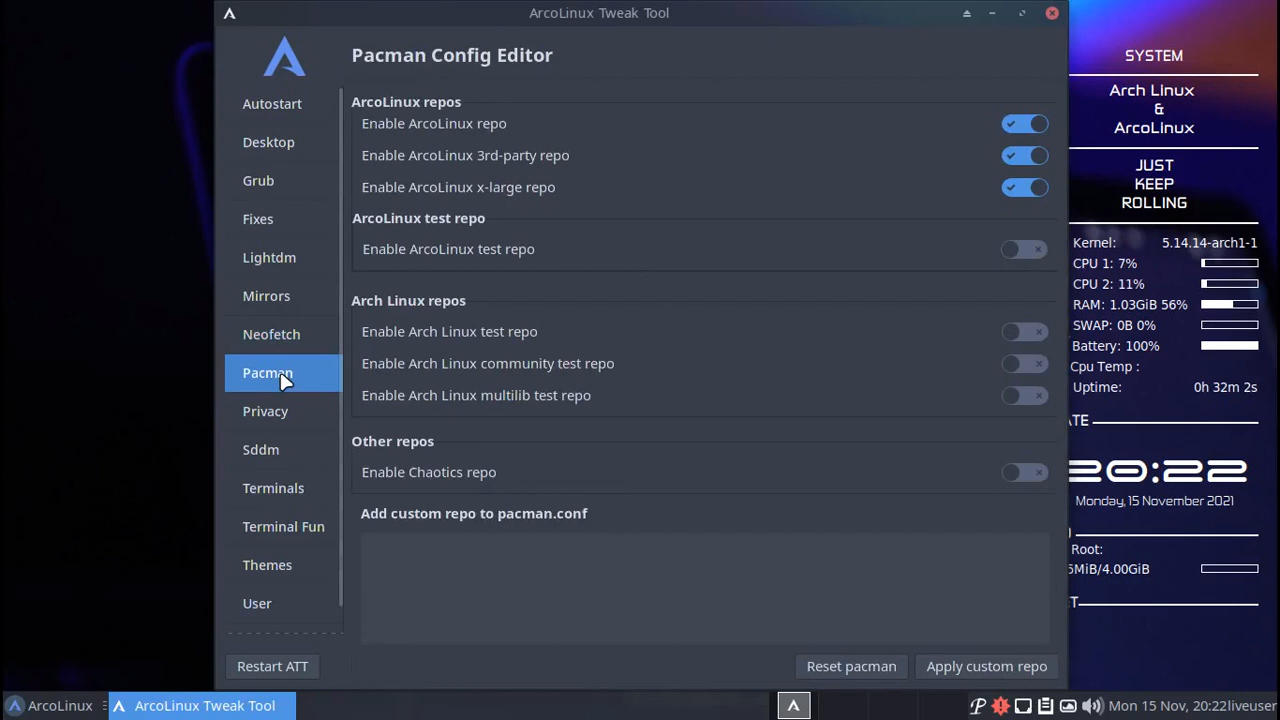 ArcoLinux Tweak Tool
Pacman Config Editor
Autostart
Desktop
Grub
Fixes
Lightdm
Mirrors
Neofetch
Pacman
Privacy
Sddm
Terminals
Terminal Fun
Themes
User
Restart ATT
ArcoLinux repos
Enable ArcoLinux repo
Enable ArcoLinux 3rd-party repo
Enable ArcoLinux x-large repo
ArcoLinux test repo
Enable ArcoLinux test repo
Arch Linux repos
Enable Arch Linux test repo
Enable Arch Linux community test repo
Enable Arch Linux multilib test repo
Other repos
Enable Chaotics repo
Add custom repo to pacman.conf
Reset pacman
Apply custom repo
SYSTEM
Arch Linux
&
ArcoLinux
JUST
KEEP
ROLLING
Kernel: 5.14.14-arch1-1
CPU 1: 7%
CPU 2: 11%
RAM: 1.03GiB 56%
SWAP: 0B 0%
Battery: 100%
Cpu Temp :
Uptime: 0h 32m 2s
ATE
20:22
Monday, 15 November 2021
Root:
MiB/4.00GiB
ArcoLinux
ArcoLinux Tweak Tool
Mon 15 Nov, 20:22
liveuser